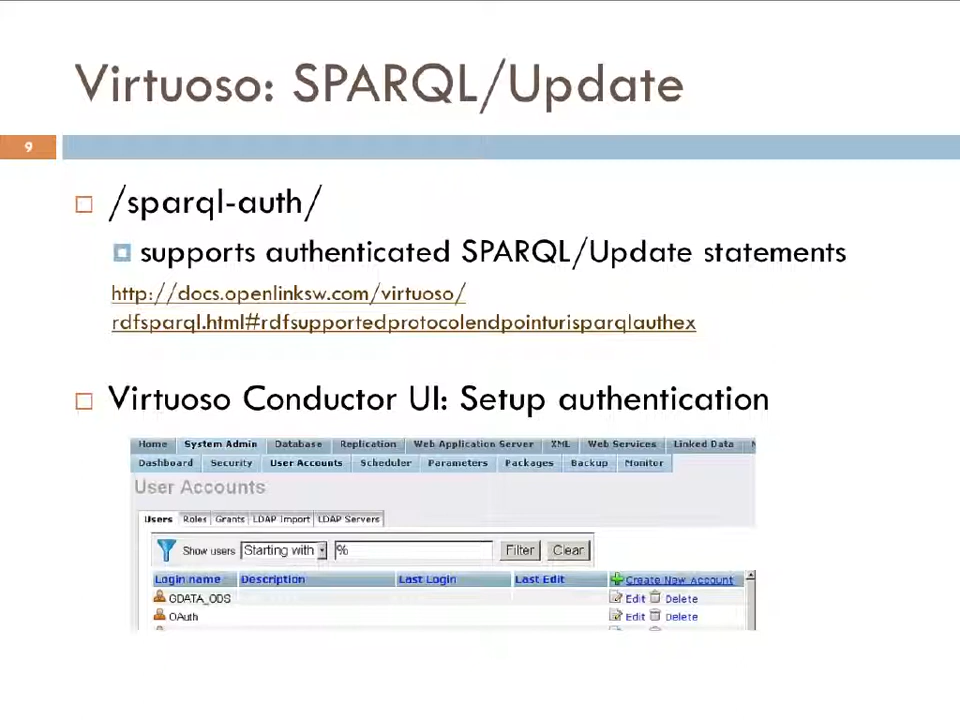 Virtuoso: SPARQL/Update
9
/sparql-auth/
supports authenticated SPARQL/Update statements
http://docs.openlinksw.com/virtuoso/
rdfsparql.html#rdfsupportedprotocolendpointurisparqlauthex
Virtuoso Conductor UI: Setup authentication
Home System Admin Database Replication Web Application Server XML Web Services Linked Data
Dashboard Security User Accounts Scheduler Parameters Packages Backup Monitor
User Accounts
Users Roles Grants LDAP Import LDAP Servers
Show users Starting with % Filter Clear
Login name Description Last Login Last Edit Create New Account
GDATA_ODS Edit Delete
OAuth Edit Delete